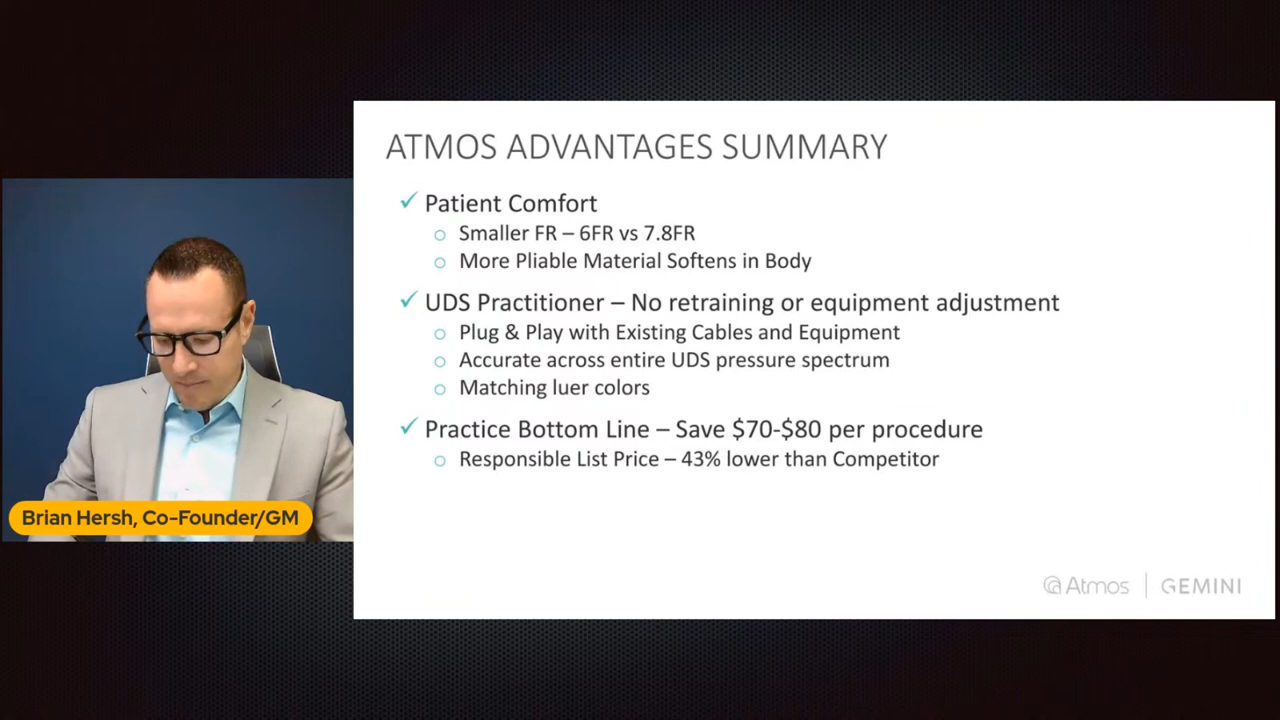 ATMOS ADVANTAGES SUMMARY
✓ Patient Comfort
○ Smaller FR – 6FR vs 7.8FR
○ More Pliable Material Softens in Body
✓ UDS Practitioner – No retraining or equipment adjustment
○ Plug & Play with Existing Cables and Equipment
○ Accurate across entire UDS pressure spectrum
○ Matching luer colors
✓ Practice Bottom Line – Save $70-$80 per procedure
○ Responsible List Price – 43% lower than Competitor
Brian Hersh, Co-Founder/GM
Atmos | GEMINI